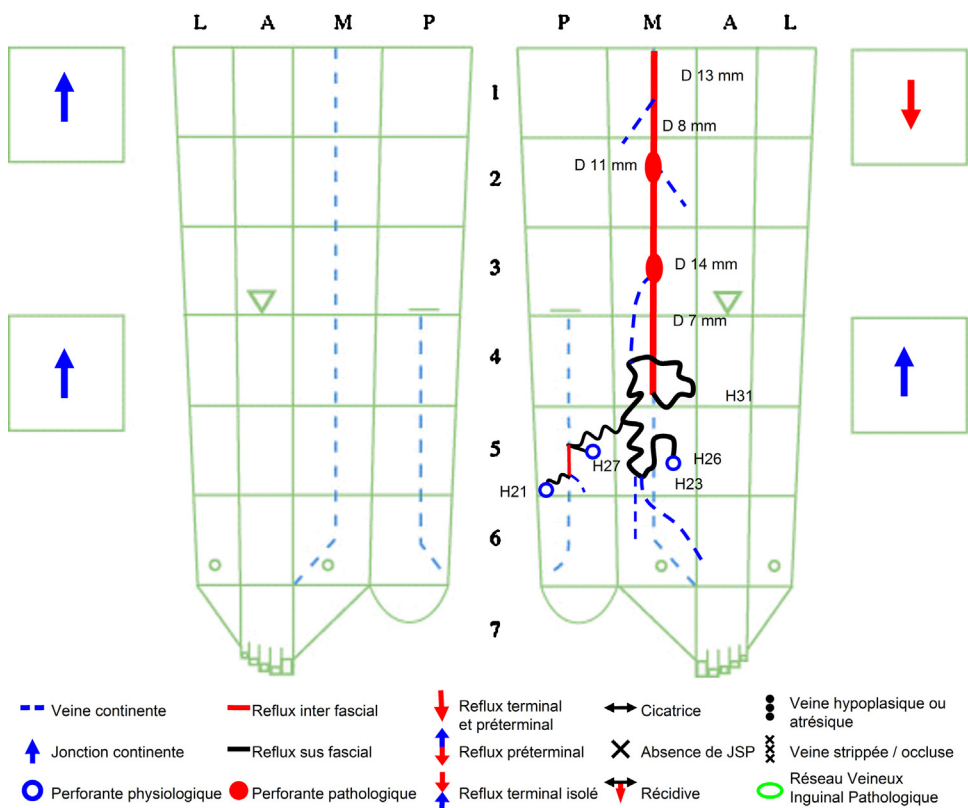 L A M P P M A L
1
D 13 mm
D 8 mm
2
D 11 mm
3
D 14 mm
D 7 mm
4
H31
5
H27
H26
H23
H21
6
7
Veine continente
Reflux inter fascial
Reflux terminal
et préterminal
Cicatrice
Veine hypoplasique ou
atrésique
Jonction continente
Reflux sus fascial
Reflux préterminal
Absence de JSP
Veine strippée / occluse
Perforante physiologique
Perforante pathologique
Reflux terminal isolé
Récidive
Réseau Veineux
Inguinal Pathologique